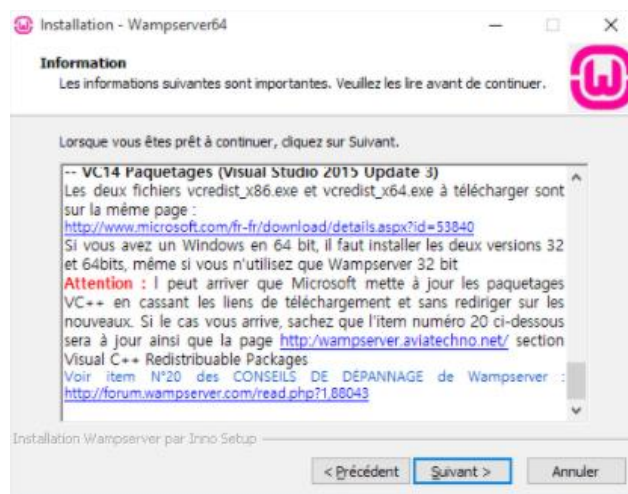 Installation - Wampserver64
Information
Les informations suivantes sont importantes. Veuillez les lire avant de continuer.
Lorsque vous êtes prêt à continuer, cliquez sur Suivant.
-- VC14 Paquetages (Visual Studio 2015 Update 3)
Les deux fichiers vcredist_x86.exe et vcredist_x64.exe à télécharger sont
sur la même page :
http://www.microsoft.com/fr-fr/download/details.aspx?id=53840
Si vous avez un Windows en 64 bit, il faut installer les deux versions 32
et 64bits, même si vous n'utilisez que Wampserver 32 bit
Attention : l peut arriver que Microsoft mette à jour les paquetages
VC++ en cassant les liens de téléchargement et sans rediriger sur les
nouveaux. Si le cas vous arrive, sachez que l'item numéro 20 ci-dessous
sera à jour ainsi que la page http:/wampserver.aviatechno.net/ section
Visual C++ Redistribuable Packages
Voir item N°20 des CONSEILS DE DÉPANNAGE de Wampserver :
http://forum.wampserver.com/read.php?1,88043
Installation Wampserver par Inno Setup
< Précédent
Suivant >
Annuler